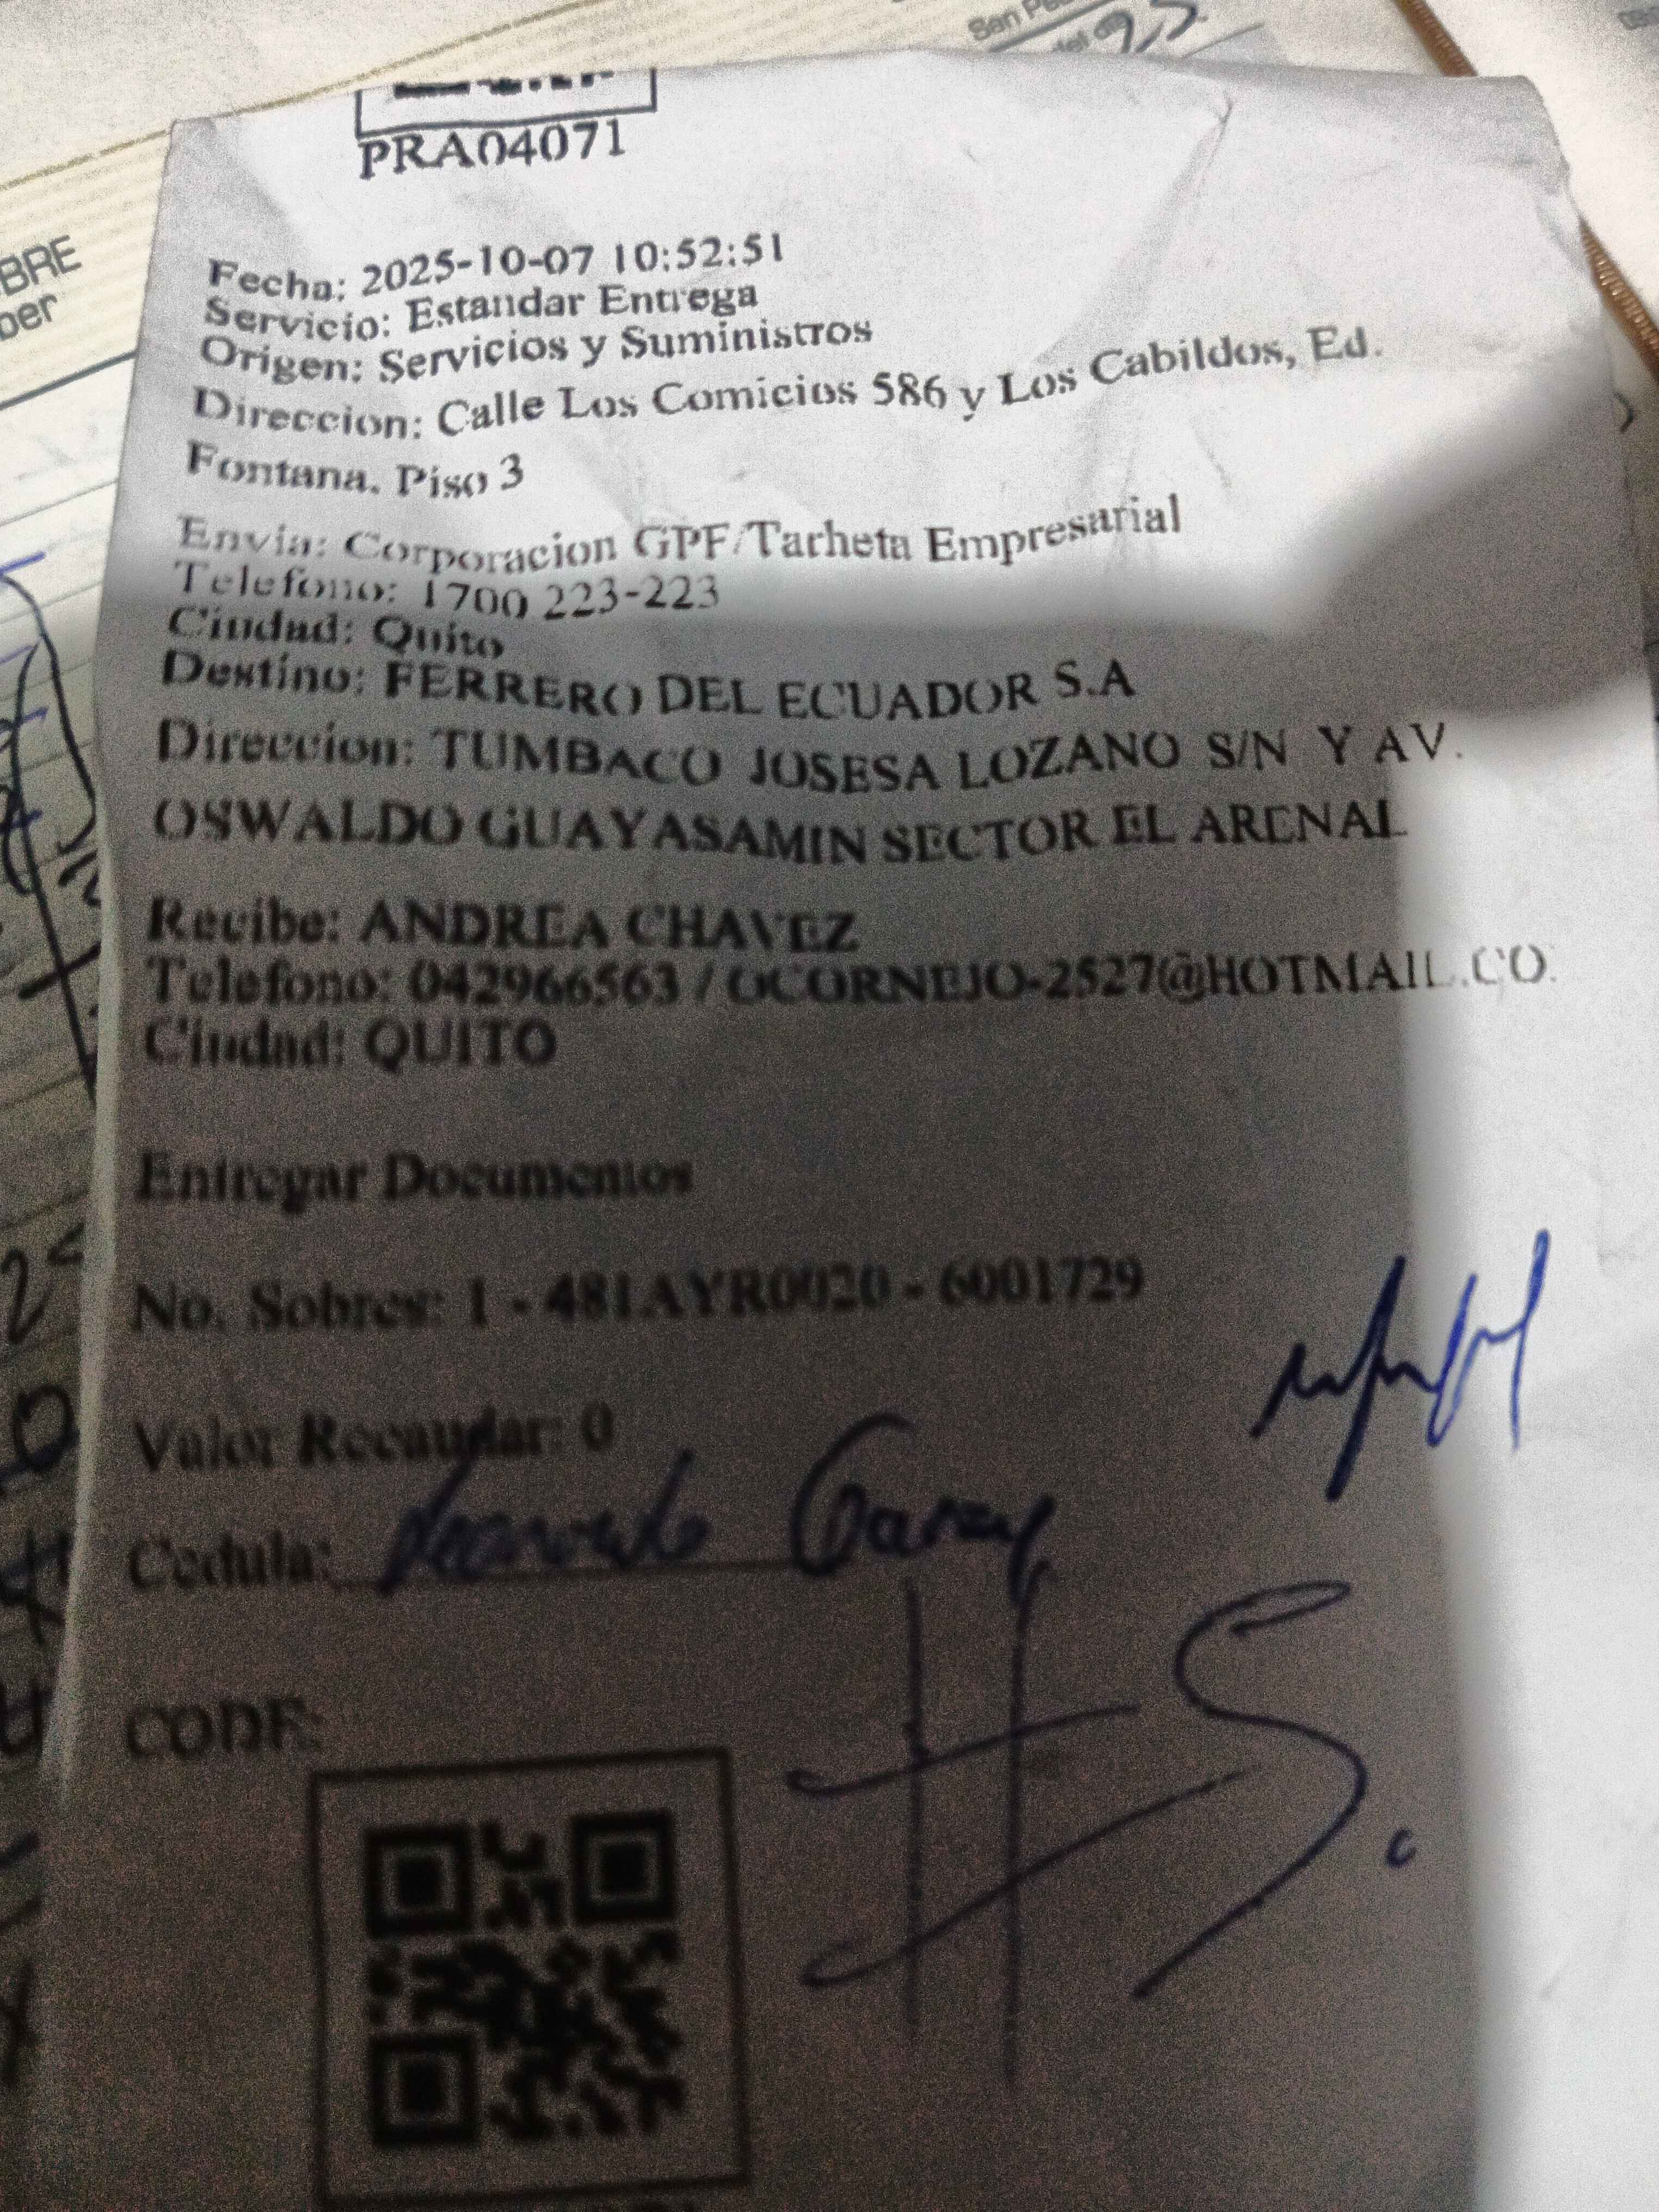 PRA04071
Fecha: 2025-10-07 10:52:51
Servicio: Estandar Entrega
Origen: Servicios y Suministros
Direccion: Calle Los Comicios 586 y Los Cabildos, Ed.
Fontana. Piso 3
Envia: Corporacion GPF/Tarheta Empresarial
Telefono: 1700 223-223
Ciudad: Quito
Destino: FERRERO DEL ECUADOR S.A
Direccion: TUMBACO JOSESA LOZANO S/N Y AV.
OSWALDO GUAYASAMIN SECTOR EL ARENAL
Recibe: ANDREA CHAVEZ
Telefono: 042966563 / OCORNEJO-2527@HOTMAIL.CO.
Ciudad: QUITO
Entregar Documentos
No. Sobres: 1 - 481AYR0020 - 6001729
Valor Recaudar: 0
Cedula:
CODE:
#5.